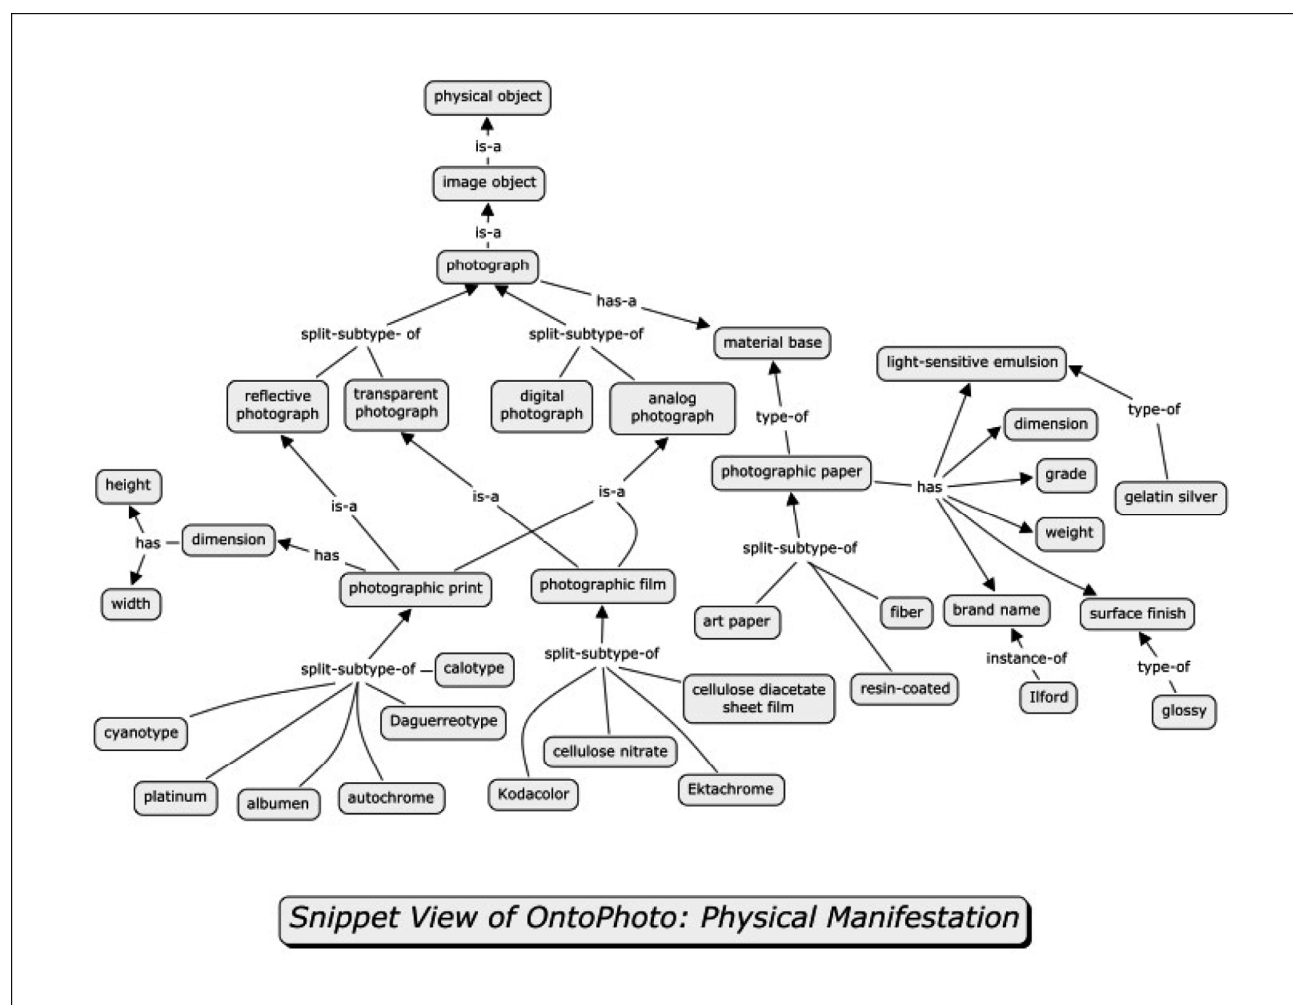 physical object
is-a
image object
is-a
photograph
has-a
split-subtype- of
split-subtype-of
material base
light-sensitive emulsion
reflective
photograph
transparent
photograph
digital
photograph
analog
photograph
type-of
type-of
dimension
photographic paper
has
grade
gelatin silver
weight
height
is-a
is-a
is-a
has
dimension
has
width
photographic print
photographic film
split-subtype-of
art paper
fiber
brand name
surface finish
split-subtype-of
calotype
split-subtype-of
instance-of
type-of
cellulose diacetate
sheet film
resin-coated
Ilford
glossy
cyanotype
Daguerreotype
cellulose nitrate
platinum
albumen
autochrome
Kodacolor
Ektachrome
Snippet View of OntoPhoto: Physical Manifestation